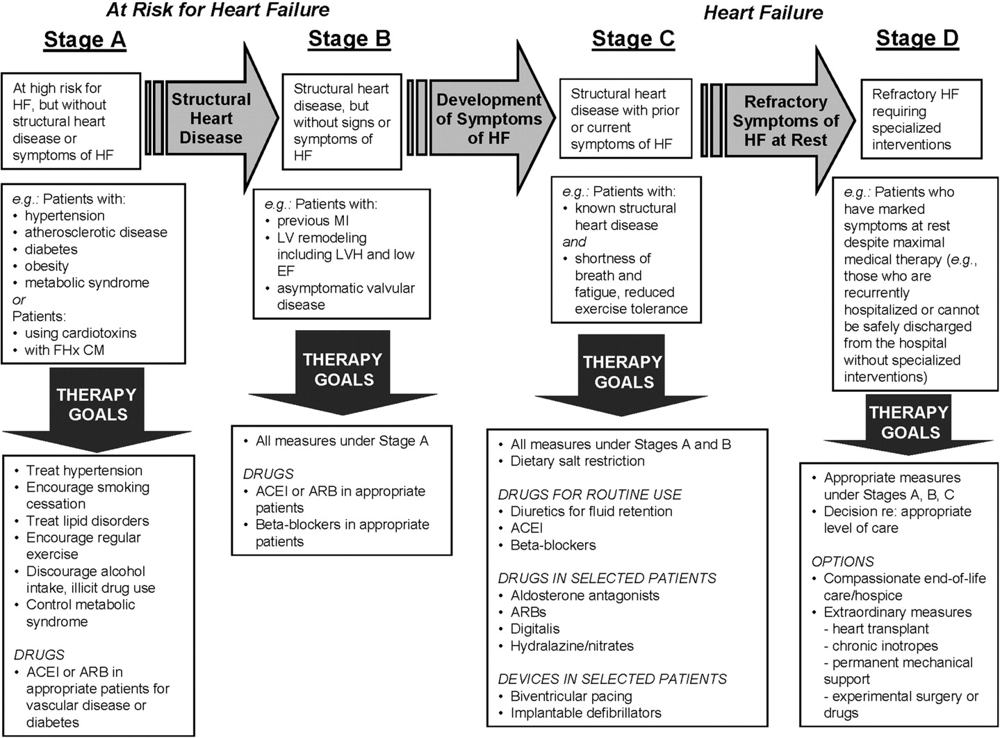 At Risk for Heart Failure
Heart Failure
Stage A
Stage B
Stage C
Stage D
At high risk for
HF, but without
structural heart
disease or
symptoms of HF
Structural
Heart
Disease
Structural heart
disease, but
without signs or
symptoms of
HF
Development
of Symptoms
of HF
Structural heart
disease with prior
or current
symptoms of HF
Refractory
Symptoms of
HF at Rest
Refractory HF
requiring
specialized
interventions
e.g.: Patients with:
• hypertension
• atherosclerotic disease
• diabetes
• obesity
• metabolic syndrome
or
Patients:
• using cardiotoxins
• with FHx CM
e.g.: Patients with:
• previous MI
• LV remodeling
including LVH and low
EF
• asymptomatic valvular
disease
e.g.: Patients with:
• known structural
heart disease
and
• shortness of
breath and
fatigue, reduced
exercise tolerance
e.g.: Patients who
have marked
symptoms at rest
despite maximal
medical therapy (e.g.,
those who are
recurrently
hospitalized or cannot
be safely discharged
from the hospital
without specialized
interventions)
THERAPY
GOALS
THERAPY
GOALS
THERAPY
GOALS
THERAPY
GOALS
• Treat hypertension
• Encourage smoking
cessation
• Treat lipid disorders
• Encourage regular
exercise
• Discourage alcohol
intake, illicit drug use
• Control metabolic
syndrome
DRUGS
• ACEI or ARB in
appropriate patients for
vascular disease or
diabetes
• All measures under Stage A
DRUGS
• ACEI or ARB in appropriate
patients
• Beta-blockers in appropriate
patients
• All measures under Stages A and B
• Dietary salt restriction
DRUGS FOR ROUTINE USE
• Diuretics for fluid retention
• ACEI
• Beta-blockers
DRUGS IN SELECTED PATIENTS
• Aldosterone antagonists
• ARBs
• Digitalis
• Hydralazine/nitrates
DEVICES IN SELECTED PATIENTS
• Biventricular pacing
• Implantable defibrillators
• Appropriate measures
under Stages A, B, C
• Decision re: appropriate
level of care
OPTIONS
• Compassionate end-of-life
care/hospice
• Extraordinary measures
- heart transplant
- chronic inotropes
- permanent mechanical
support
- experimental surgery or
drugs